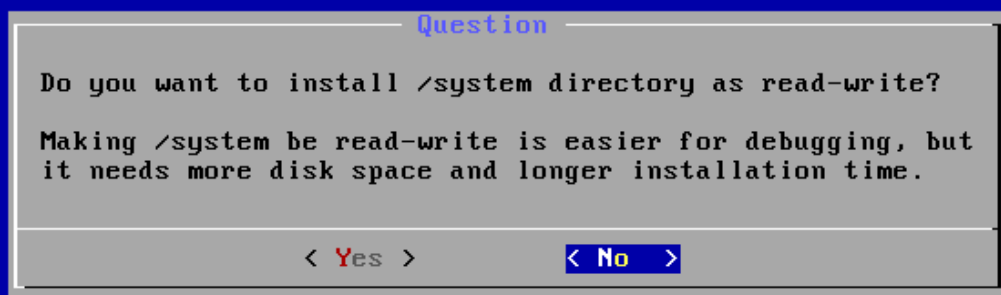 Question
Do you want to install /system directory as read-write?
Making /system be read-write is easier for debugging, but
it needs more disk space and longer installation time.
< Yes > < No >